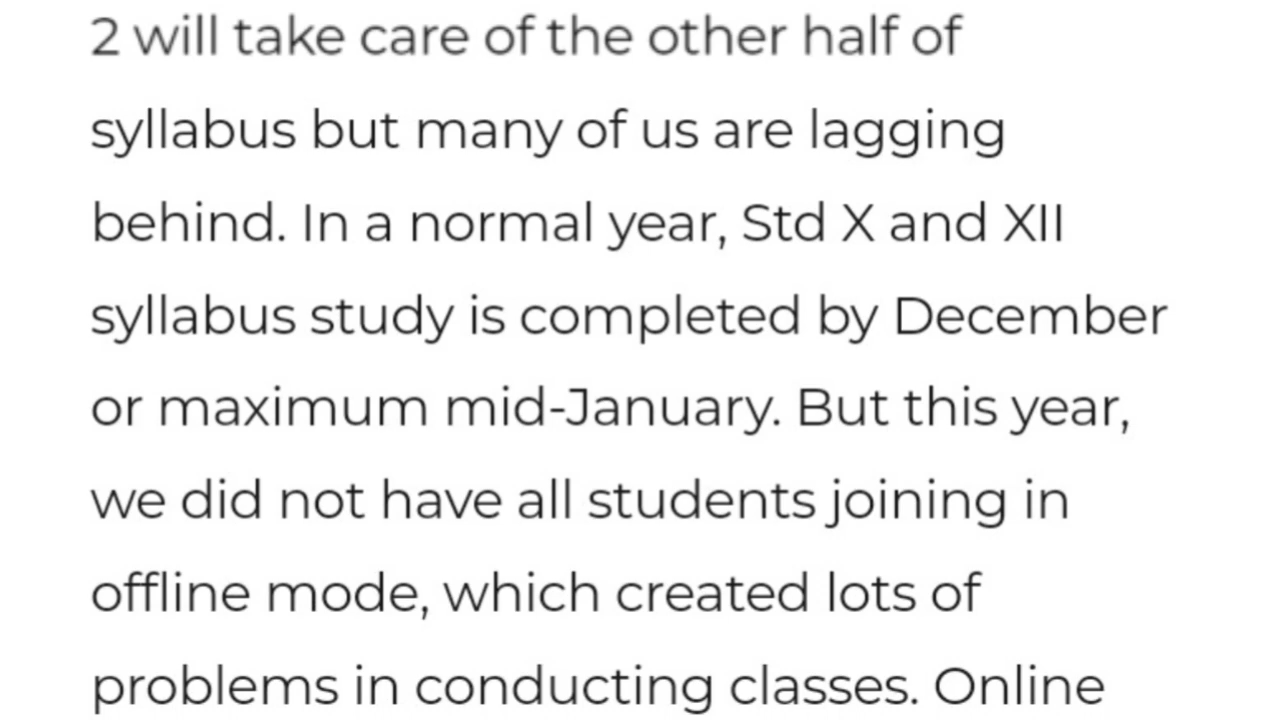 2 will take care of the other half of
syllabus but many of us are lagging
behind. In a normal year, Std X and XII
syllabus study is completed by December
or maximum mid-January. But this year,
we did not have all students joining in
offline mode, which created lots of
problems in conducting classes. Online